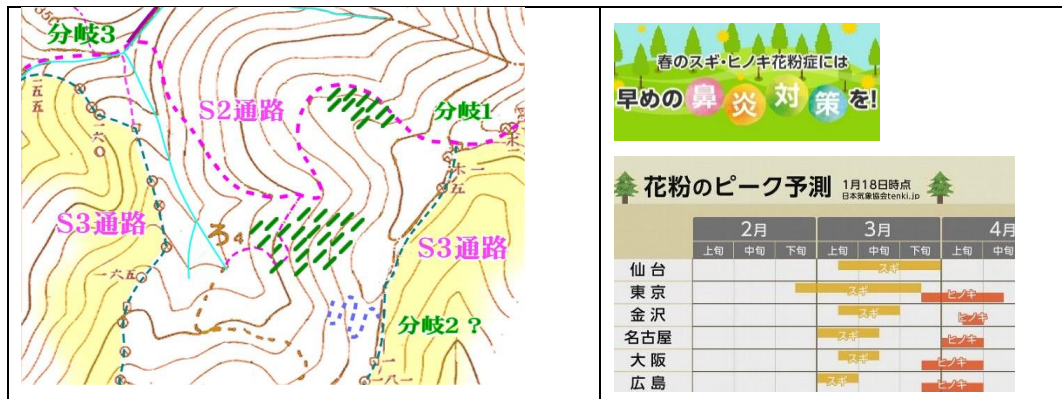 分岐3
S2通路
分岐1
S3通路
ろ4
S3通路
分岐2？
一五五
一六〇
一六五
一八一
春のスギ・ヒノキ花粉症には
早めの鼻炎対策を!
花粉のピーク予測 1月18日時点
日本気象協会tenki.jp
2月 3月 4月
上旬 中旬 下旬 上旬 中旬 下旬 上旬 中旬
仙台 スギ
東京 スギ ヒノキ
金沢 スギ ヒノキ
名古屋 スギ ヒノキ
大阪 スギ ヒノキ
広島 スギ ヒノキ